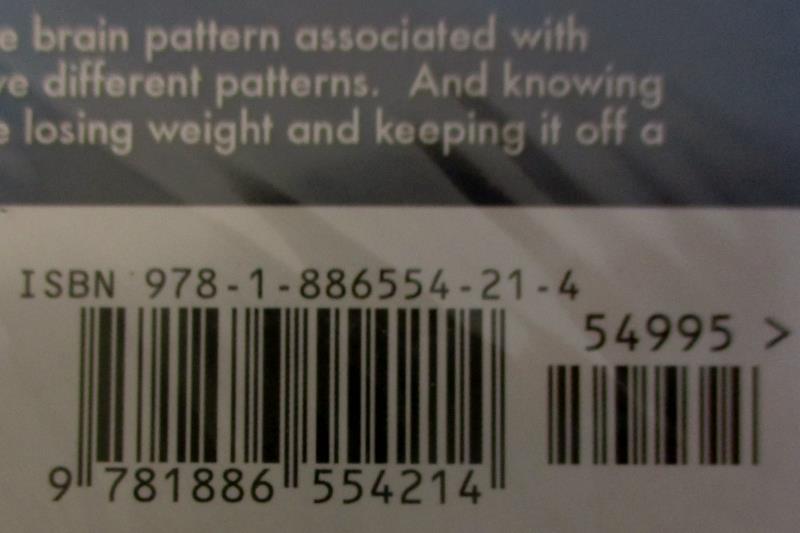 e brain pattern associated with
ve different patterns. And knowing
e losing weight and keeping it off a
ISBN 978-1-886554-21-4
54995 >
9 781886 554214